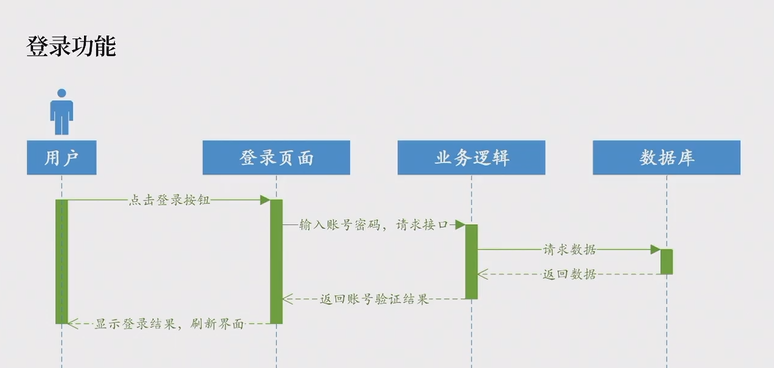 登录功能
用户
登录页面
业务逻辑
数据库
点击登录按钮
输入账号密码，请求接口
请求数据
返回数据
返回账号验证结果
显示登录结果，刷新界面